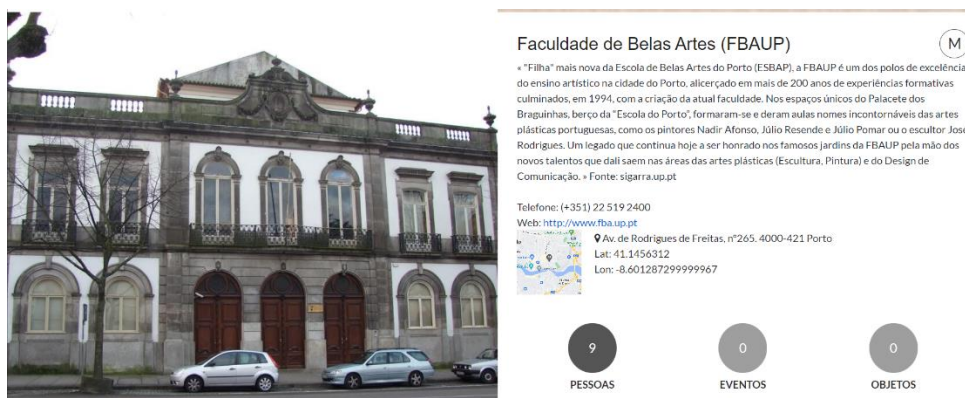 Faculdade de Belas Artes (FBAUP)
M
« "Filha" mais nova da Escola de Belas Artes do Porto (ESBAP), a FBAUP é um dos polos de excelência
do ensino artístico na cidade do Porto, alicerçado em mais de 200 anos de experiências formativas
culminados, em 1994, com a criação da atual faculdade. Nos espaços únicos do Palacete dos
Braguinhas, berço da "Escola do Porto", formaram-se e deram aulas nomes incontornáveis das artes
plásticas portuguesas, como os pintores Nadir Afonso, Júlio Resende e Júlio Pomar ou o escultor José
Rodrigues. Um legado que continua hoje a ser honrado nos famosos jardins da FBAUP pela mão dos
novos talentos que dali saem nas áreas das artes plásticas (Escultura, Pintura) e do Design de
Comunicação. » Fonte: sigarra.up.pt
Telefone: (+351) 22 519 2400
Web: http://www.fba.up.pt
Av. de Rodrigues de Freitas, nº265. 4000-421 Porto
Lat: 41.1456312
Lon: -8.601287299999967
9
0
0
PESSOAS
EVENTOS
OBJETOS